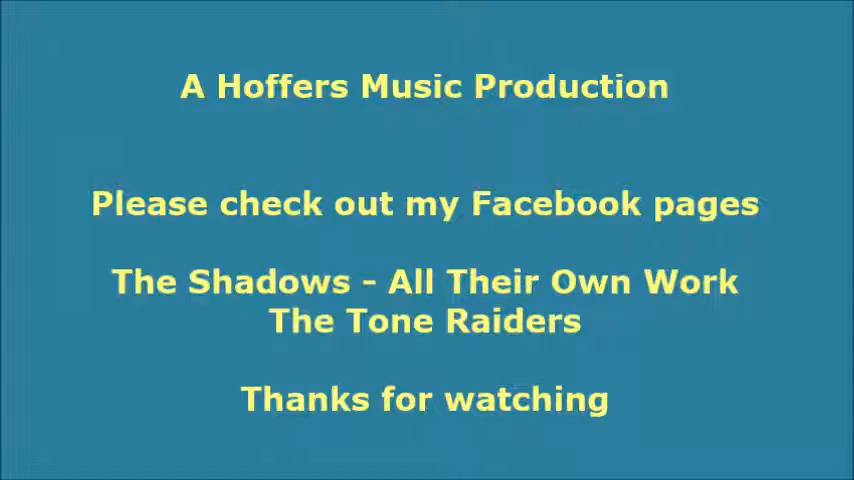 A Hoffers Music Production
Please check out my Facebook pages
The Shadows - All Their Own Work
The Tone Raiders
Thanks for watching